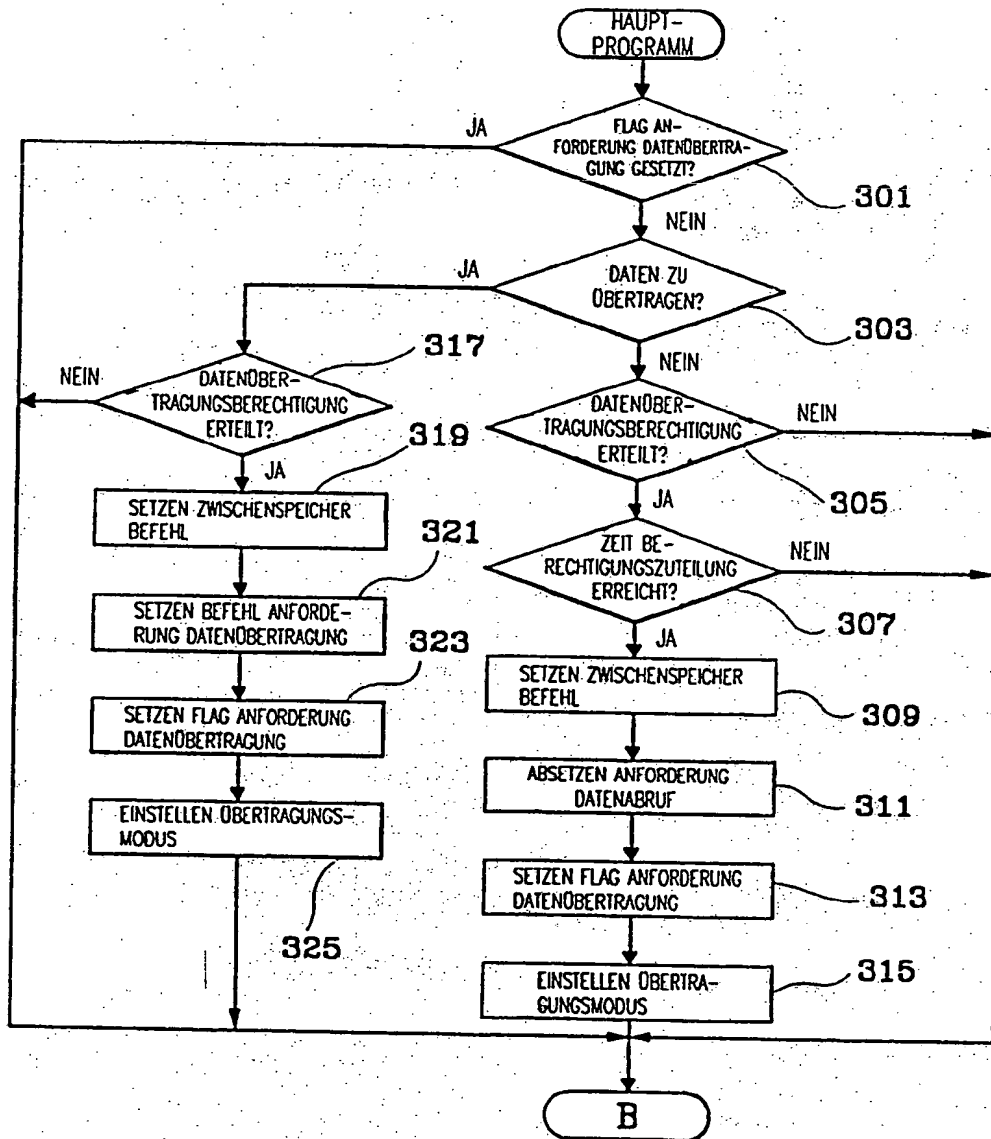 HAUPT-
PROGRAMM
JA
FLAG AN-
FORDERUNG DATENÜBERTRA-
GUNG GESETZT?
301
NEIN
JA
DATEN ZU
ÜBERTRAGEN?
303
317
NEIN
NEIN
DATENÜBER-
TRAGUNGSBERECHTIGUNG
ERTEILT?
DATENÜBER-
TRAGUNGSBERECHTIGUNG
ERTEILT?
NEIN
319
305
JA
JA
SETZEN ZWISCHENSPEICHER
BEFEHL
321
ZEIT BE-
RECHTIGUNGSZUTEILUNG
ERREICHT?
NEIN
307
SETZEN BEFEHL ANFORDE-
RUNG DATENÜBERTRAGUNG
323
JA
SETZEN ZWISCHENSPEICHER
BEFEHL
309
SETZEN FLAG ANFORDERUNG
DATENÜBERTRAGUNG
ABSETZEN ANFORDERUNG
DATENABRUF
311
EINSTELLEN ÜBERTRAGUNGS-
MODUS
325
SETZEN FLAG ANFORDERUNG
DATENÜBERTRAGUNG
313
EINSTELLEN ÜBERTRA-
GUNGSMODUS
315
B